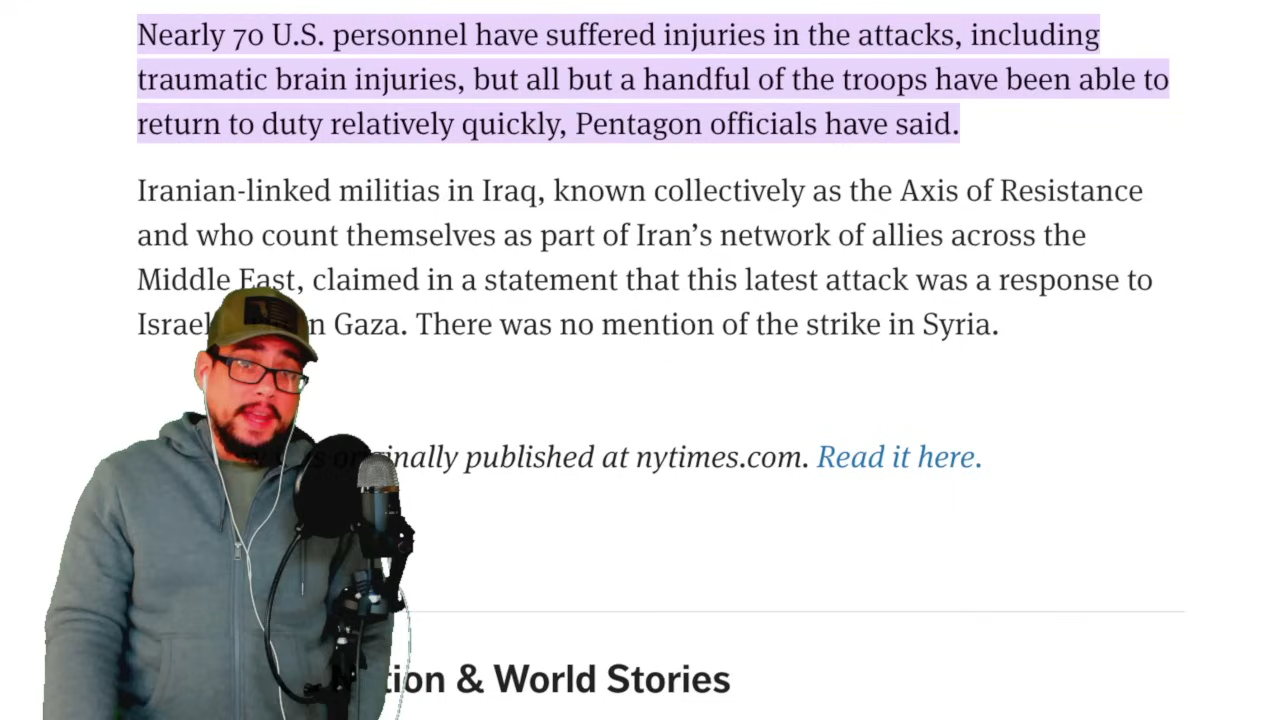 Nearly 70 U.S. personnel have suffered injuries in the attacks, including
traumatic brain injuries, but all but a handful of the troops have been able to
return to duty relatively quickly, Pentagon officials have said.
Iranian-linked militias in Iraq, known collectively as the Axis of Resistance
and who count themselves as part of Iran’s network of allies across the
Middle East, claimed in a statement that this latest attack was a response to
Israel in Gaza. There was no mention of the strike in Syria.
originally published at nytimes.com. Read it here.
Nation & World Stories